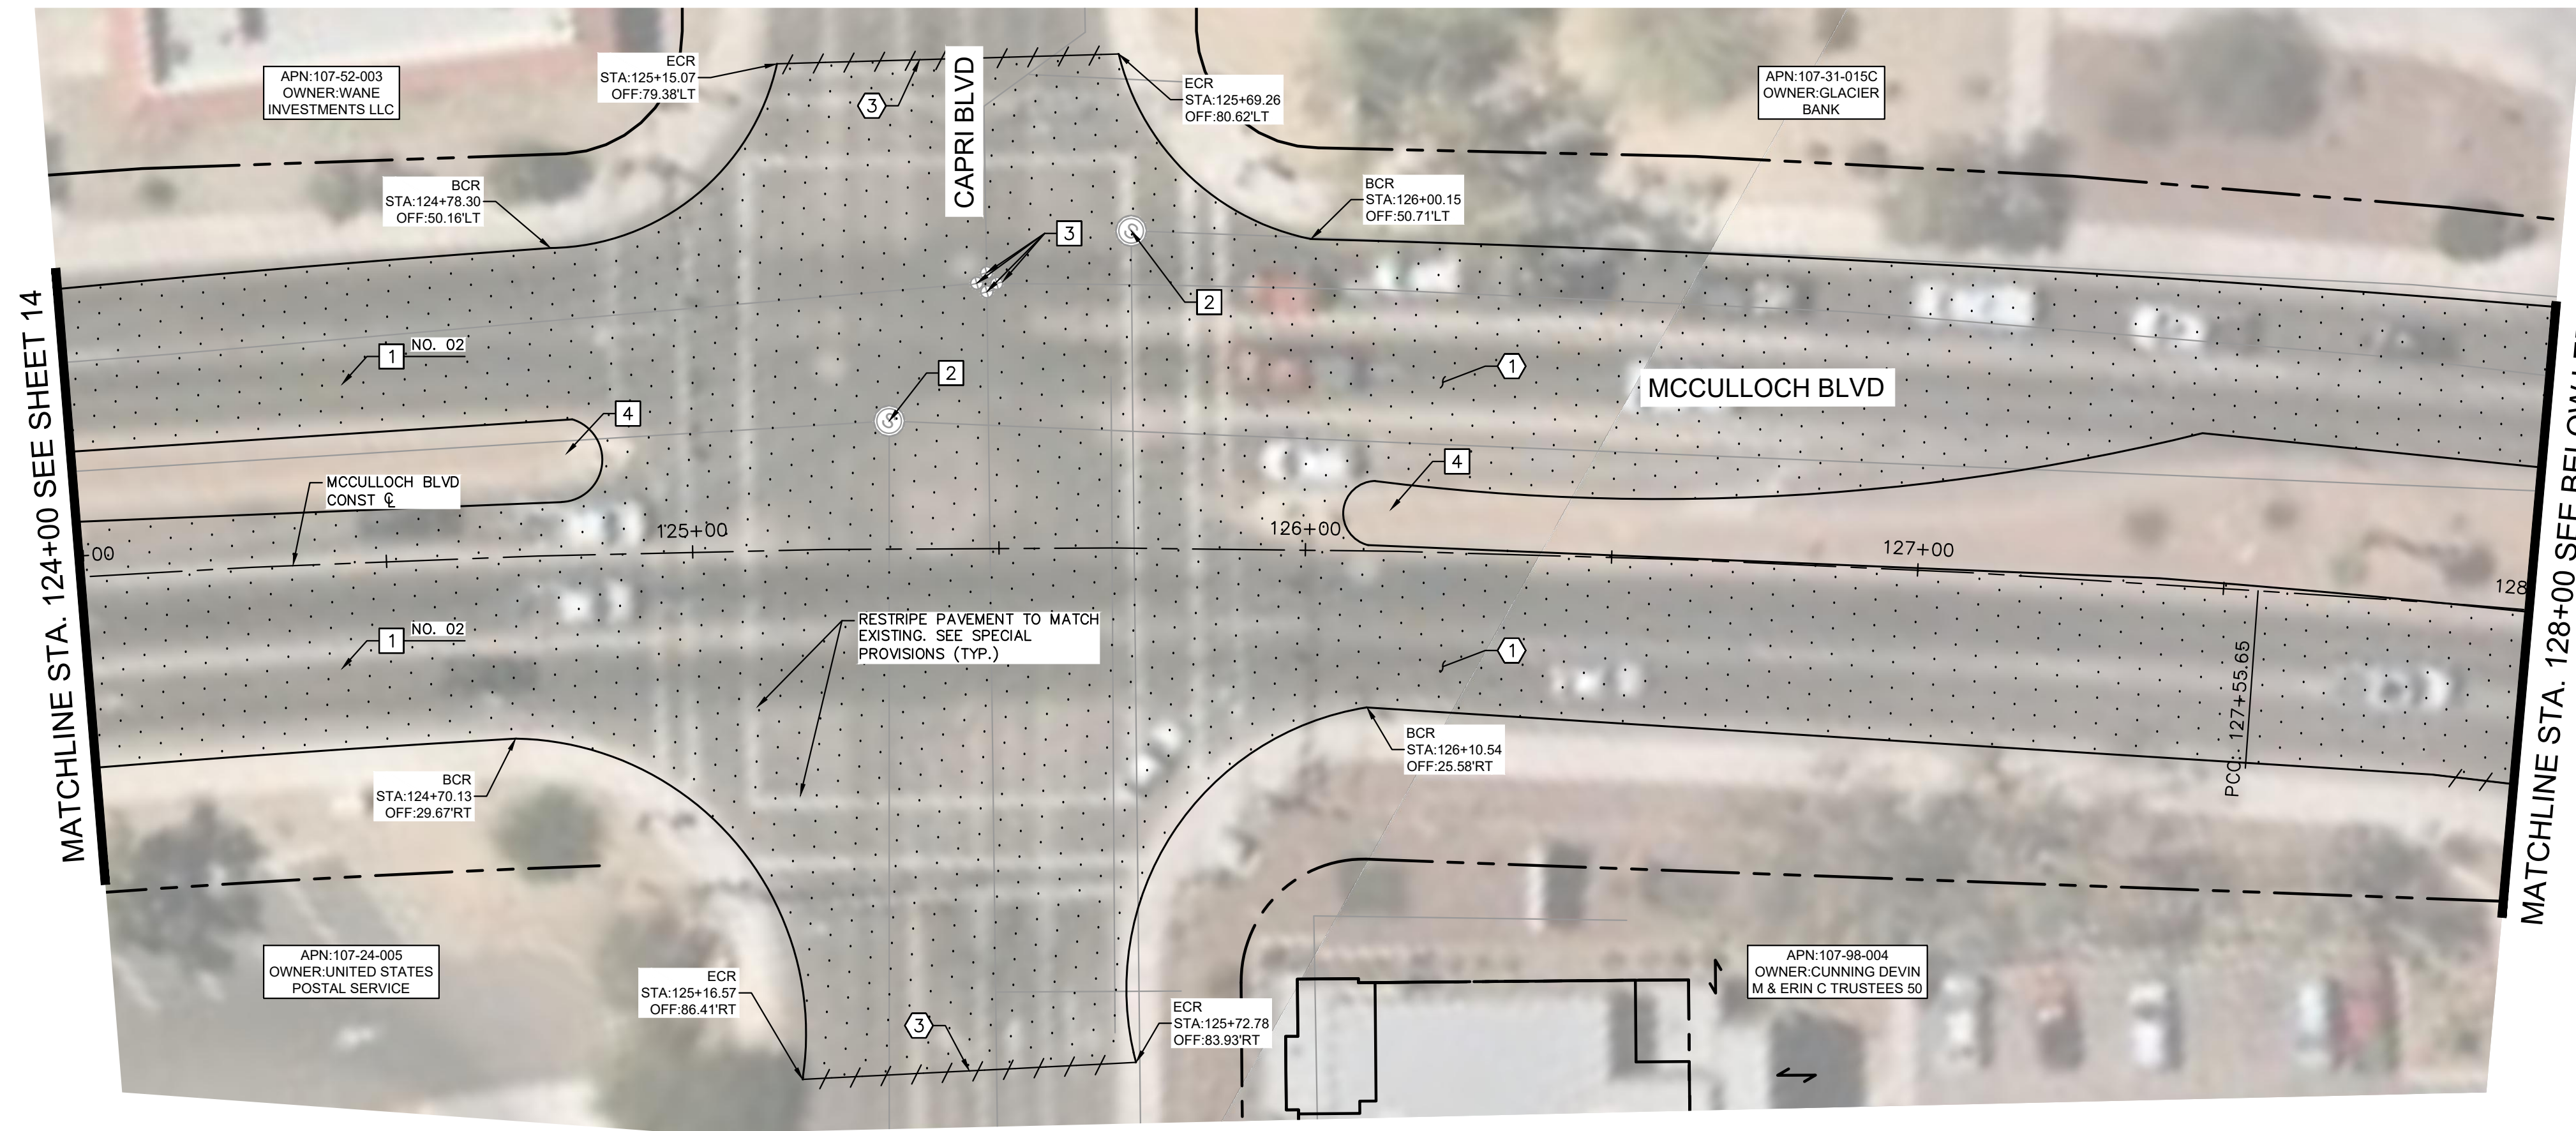 ECR
STA:125+15.07
OFF:79.38'LT
CAPRI BLVD
APN:107-52-003
OWNER:WANE
INVESTMENTS LLC
3
ECR
STA:125+69.26
OFF:80.62'LT
APN:107-31-015C
OWNER:GLACIER
BANK
BCR
STA:124+78.30
OFF:50.16'LT
BCR
STA:126+00.15
OFF:50.71'LT
3
S
2
MATCHLINE STA. 124+00 SEE SHEET 14
1 NO. 02
2
S
1
MCCULLOCH BLVD
4
4
MCCULLOCH BLVD
CONST ℄
+00
125+00
126+00
127+00
128
MATCHLINE STA. 128+00 SEE BELOW
1 NO. 02
RESTRIPE PAVEMENT TO MATCH
EXISTING. SEE SPECIAL
PROVISIONS (TYP.)
1
PCC: 127+55.65
BCR
STA:126+10.54
OFF:25.58'RT
BCR
STA:124+70.13
OFF:29.67'RT
APN:107-24-005
OWNER:UNITED STATES
POSTAL SERVICE
ECR
STA:125+16.57
OFF:86.41'RT
3
ECR
STA:125+72.78
OFF:83.93'RT
APN:107-98-004
OWNER:CUNNING DEVIN
M & ERIN C TRUSTEES 50